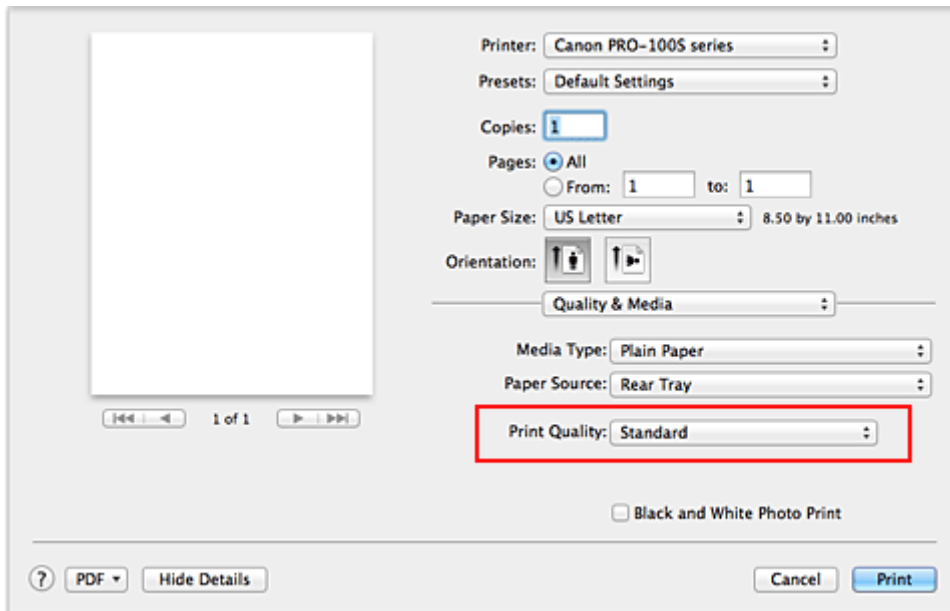 Printer: Canon PRO-100S series
Presets: Default Settings
Copies: 1
Pages: All
From: 1 to: 1
Paper Size: US Letter 8.50 by 11.00 inches
Orientation:
Quality & Media
Media Type: Plain Paper
Paper Source: Rear Tray
1 of 1
Print Quality: Standard
Black and White Photo Print
? PDF Hide Details Cancel Print